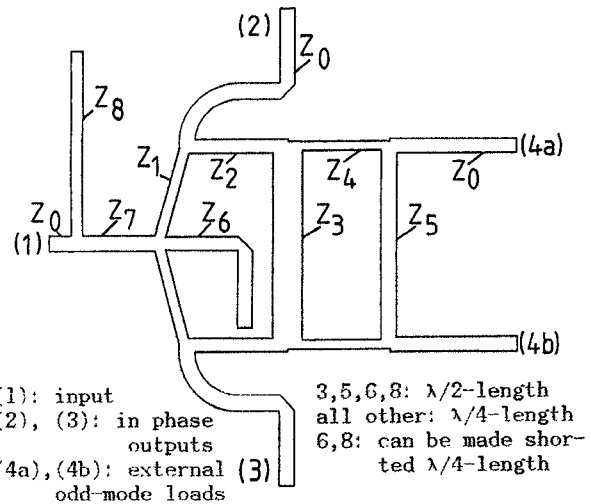 (2)
Z0
Z8
Z1
Z2
Z4
(4a)
Z0
Z0
Z7
Z6
Z3
Z5
(1)
(4b)
(1): input
(2), (3): in phase
outputs
(4a),(4b): external
odd-mode loads
(3)
3,5,6,8: λ/2-length
all other: λ/4-length
6,8: can be made shor-
ted λ/4-length